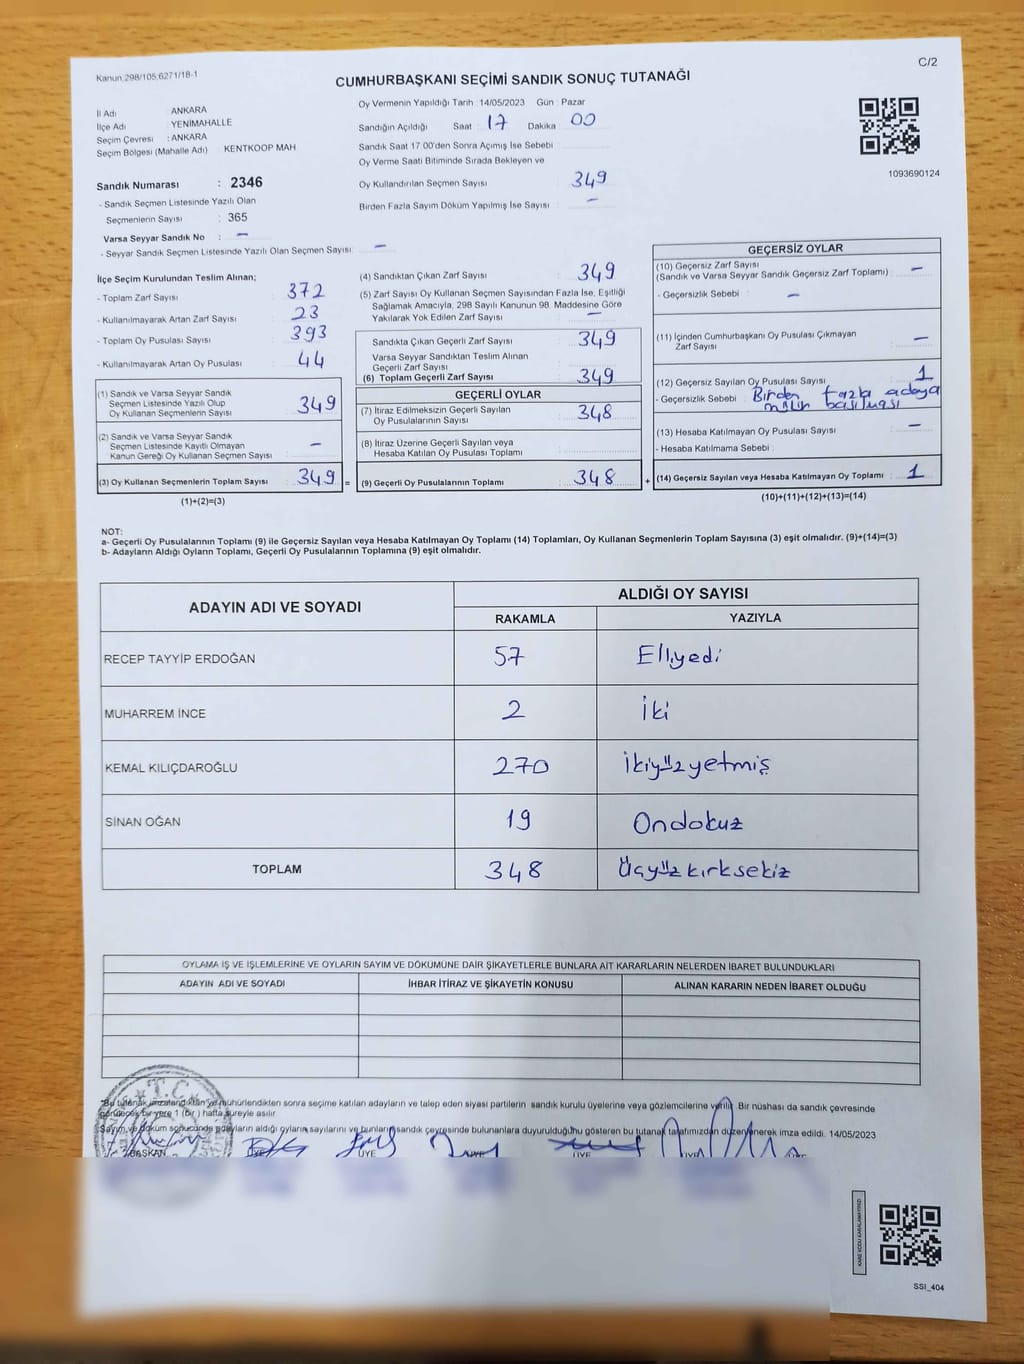 Kanun 298/105,6271/18-1
C/2
CUMHURBAŞKANI SEÇİMİ SANDIK SONUÇ TUTANAĞI
İl Adı ANKARA
İlçe Adı YENİMAHALLE
Seçim Çevresi : ANKARA
Seçim Bölgesi (Mahalle Adı) KENTKOOP MAH
Sandık Numarası : 2346
- Sandık Seçmen Listesinde Yazılı Olan
Seçmenlerin Sayısı : 365
Varsa Seyyar Sandık No : –
- Seyyar Sandık Seçmen Listesinde Yazılı Olan Seçmen Sayısı: –
Oy Vermenin Yapıldığı Tarih : 14/05/2023 Gün : Pazar
Sandığın Açıldığı Saat : 17 Dakika : 00
Sandık Saat 17.00'den Sonra Açımış İse Sebebi
Oy Verme Saati Bitiminde Sırada Bekleyen ve
Oy Kullandırılan Seçmen Sayısı : 349
Birden Fazla Sayım Döküm Yapılmış İse Sayısı : –
1093690124
İlçe Seçim Kurulundan Teslim Alınan;
- Toplam Zarf Sayısı : 372
- Kullanılmayarak Artan Zarf Sayısı : 23
- Toplam Oy Pusulası Sayısı : 393
- Kullanılmayarak Artan Oy Pusulası : 44
(1) Sandık ve Varsa Seyyar Sandık
Seçmen Listesinde Yazılı Olup
Oy Kullanan Seçmenlerin Sayısı : 349
(2) Sandık ve Varsa Seyyar Sandık
Seçmen Listesinde Kayıtlı Olmayan
Kanun Gereği Oy Kullanan Seçmen Sayısı : –
(3) Oy Kullanan Seçmenlerin Toplam Sayısı : 349 =
(1)+(2)=(3)
(4) Sandıktan Çıkan Zarf Sayısı : 349
(5) Zarf Sayısı Oy Kullanan Seçmen Sayısından Fazla İse, Eşitliği
Sağlamak Amacıyla, 298 Sayılı Kanunun 98. Maddesine Göre
Yakılarak Yok Edilen Zarf Sayısı : –
Sandıkta Çıkan Geçerli Zarf Sayısı : 349
Varsa Seyyar Sandıktan Teslim Alınan
Geçerli Zarf Sayısı :
(6) Toplam Geçerli Zarf Sayısı : 349
GEÇERLİ OYLAR
(7) İtiraz Edilmeksizin Geçerli Sayılan
Oy Pusulalarının Sayısı : 348
(8) İtiraz Üzerine Geçerli Sayılan veya
Hesaba Katılan Oy Pusulası Toplamı :
(9) Geçerli Oy Pusulalarının Toplamı : 348 +
GEÇERSİZ OYLAR
(10) Geçersiz Zarf Sayısı
(Sandık ve Varsa Seyyar Sandık Geçersiz Zarf Toplamı) : –
- Geçersizlik Sebebi : –
(11) İçinden Cumhurbaşkanı Oy Pusulası Çıkmayan
Zarf Sayısı : –
(12) Geçersiz Sayılan Oy Pusulası Sayısı : 1
- Geçersizlik Sebebi : Birden fazla adaya
mühür basılması
(13) Hesaba Katılmayan Oy Pusulası Sayısı : –
- Hesaba Katılmama Sebebi :
(14) Geçersiz Sayılan veya Hesaba Katılmayan Oy Toplamı : 1
(10)+(11)+(12)+(13)=(14)
NOT:
a- Geçerli Oy Pusulalarının Toplamı (9) ile Geçersiz Sayılan veya Hesaba Katılmayan Oy Toplamı (14) Toplamları, Oy Kullanan Seçmenlerin Toplam Sayısına (3) eşit olmalıdır. (9)+(14)=(3)
b- Adayların Aldığı Oyların Toplamı, Geçerli Oy Pusulalarının Toplamına (9) eşit olmalıdır.
ADAYIN ADI VE SOYADI
ALDIĞI OY SAYISI
RAKAMLA YAZIYLA
RECEP TAYYİP ERDOĞAN 57 Elliyedi
MUHARREM İNCE 2 İki
KEMAL KILIÇDAROĞLU 270 İkiyüzyetmiş
SİNAN OĞAN 19 Ondokuz
TOPLAM 348 Üçyüzkırksekiz
OYLAMA İŞ VE İŞLEMLERİNE VE OYLARIN SAYIM VE DÖKÜMÜNE DAİR ŞİKAYETLERLE BUNLARA AİT KARARLARIN NELERDEN İBARET BULUNDUKLARI
ADAYIN ADI VE SOYADI İHBAR İTİRAZ VE ŞİKAYETİN KONUSU ALINAN KARARIN NEDEN İBARET OLDUĞU
T.C.
"Bu tutanak imzalandıktan ve mühürlendikten sonra seçime katılan adayların ve talep eden siyasi partilerin sandık kurulu üyelerine veya gözlemcilerine verilir. Bir nüshası da sandık çevresinde
görülecek bir yere 1 (bir) hafta süreyle asılır.
Sayım ve döküm sonucunda adayların aldığı oyların sayılarını ve bunları sandık çevresinde bulunanlara duyurulduğunu gösteren bu tutanak tarafımızdan düzenlenerek imza edildi. 14/05/2023
BAŞKAN ÜYE ÜYE ÜYE ÜYE ÜYE
KARE KODU KARALAMAYINIZ!
SSI_404